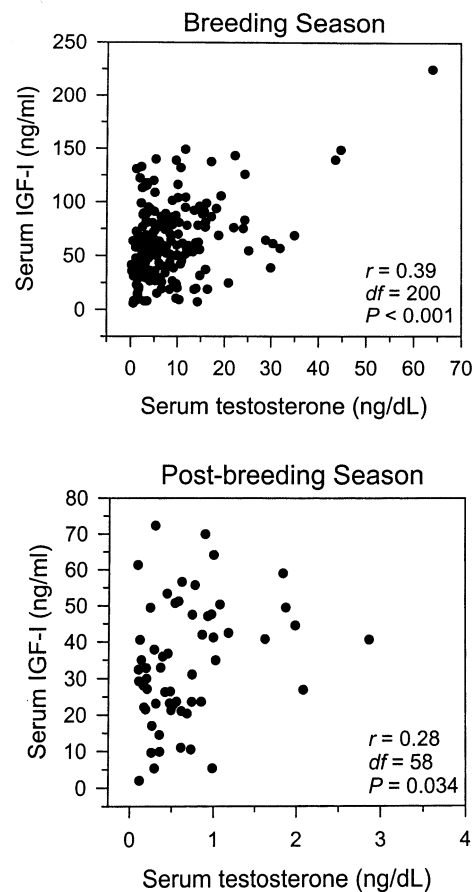 Breeding Season
250
200
150
100
50
0
Serum IGF-I (ng/ml)
r = 0.39
df = 200
P < 0.001
0 10 20 30 40 50 60 70
Serum testosterone (ng/dL)
Post-breeding Season
80
70
60
50
40
30
20
10
0
Serum IGF-I (ng/ml)
r = 0.28
df = 58
P = 0.034
0 1 2 3 4
Serum testosterone (ng/dL)